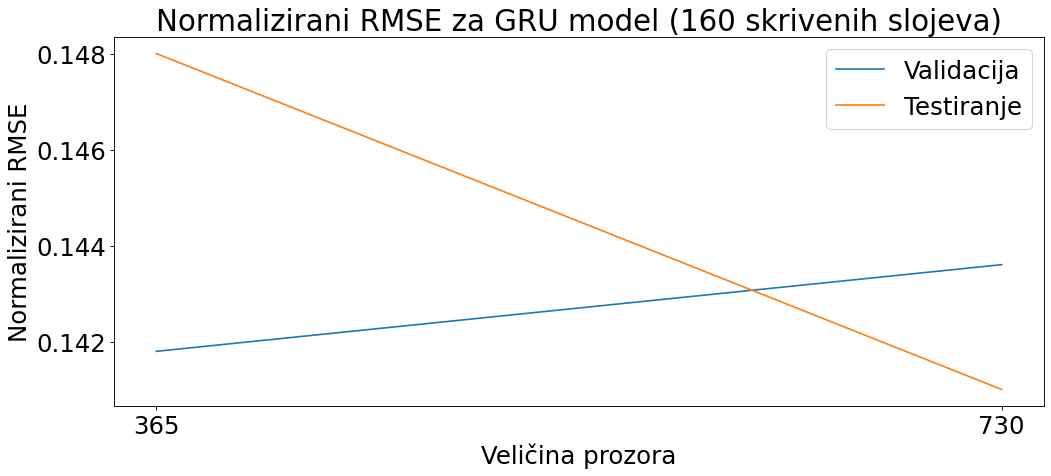 Normalizirani RMSE za GRU model (160 skrivenih slojeva)
0.148
0.146
0.144
0.142
Normalizirani RMSE
Validacija
Testiranje
365
730
Veličina prozora